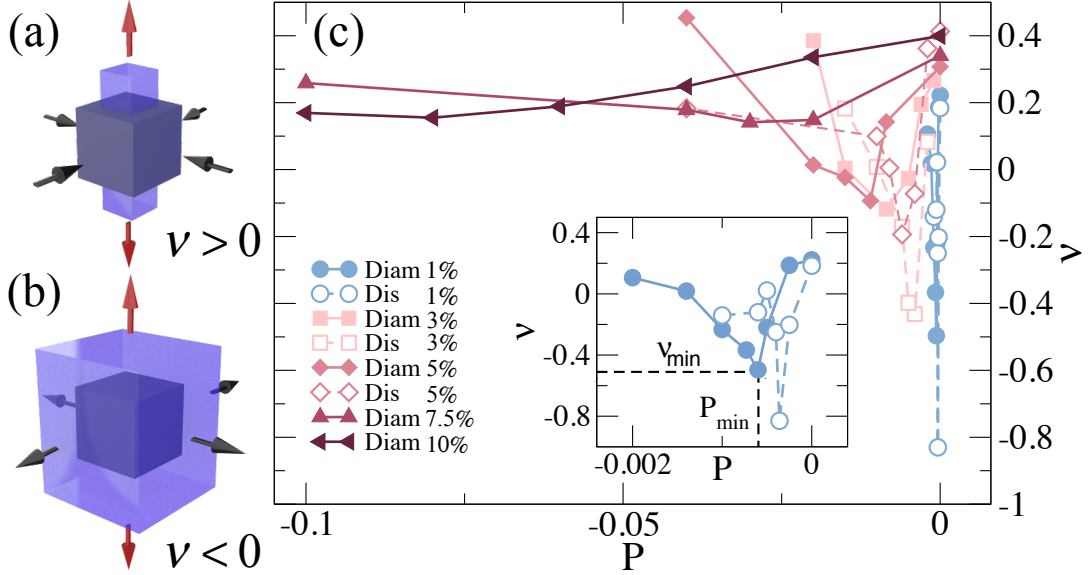 (a)
ν > 0
(b)
ν < 0
(c)
0.4
0.2
0
-0.2
-0.4
-0.6
-0.8
-1
ν
-0.1
-0.05
0
P
Diam 1%
Dis 1%
Diam 3%
Dis 3%
Diam 5%
Dis 5%
Diam 7.5%
Diam 10%
0.4
0
-0.4
-0.8
ν
νmin
Pmin
-0.002
0
P